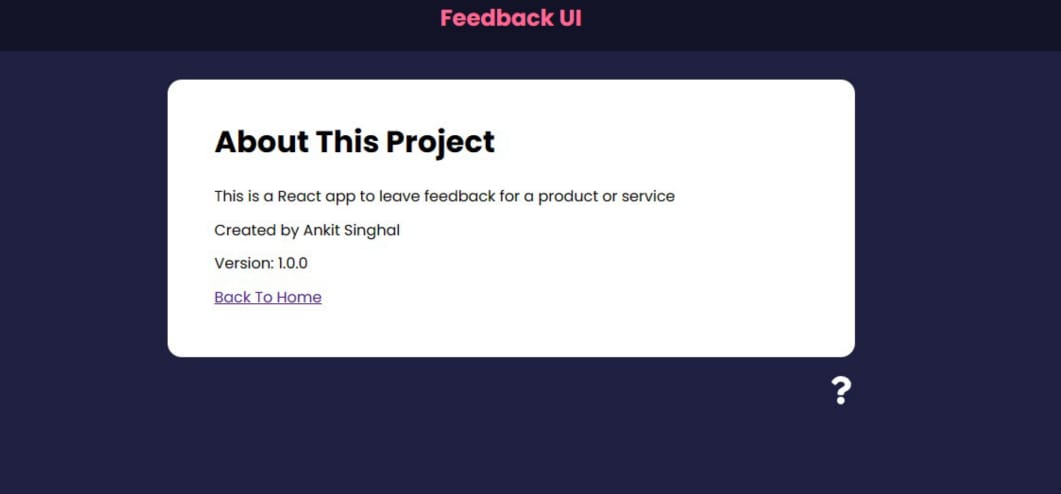 Feedback UI
About This Project
This is a React app to leave feedback for a product or service
Created by Ankit Singhal
Version: 1.0.0
Back To Home
?